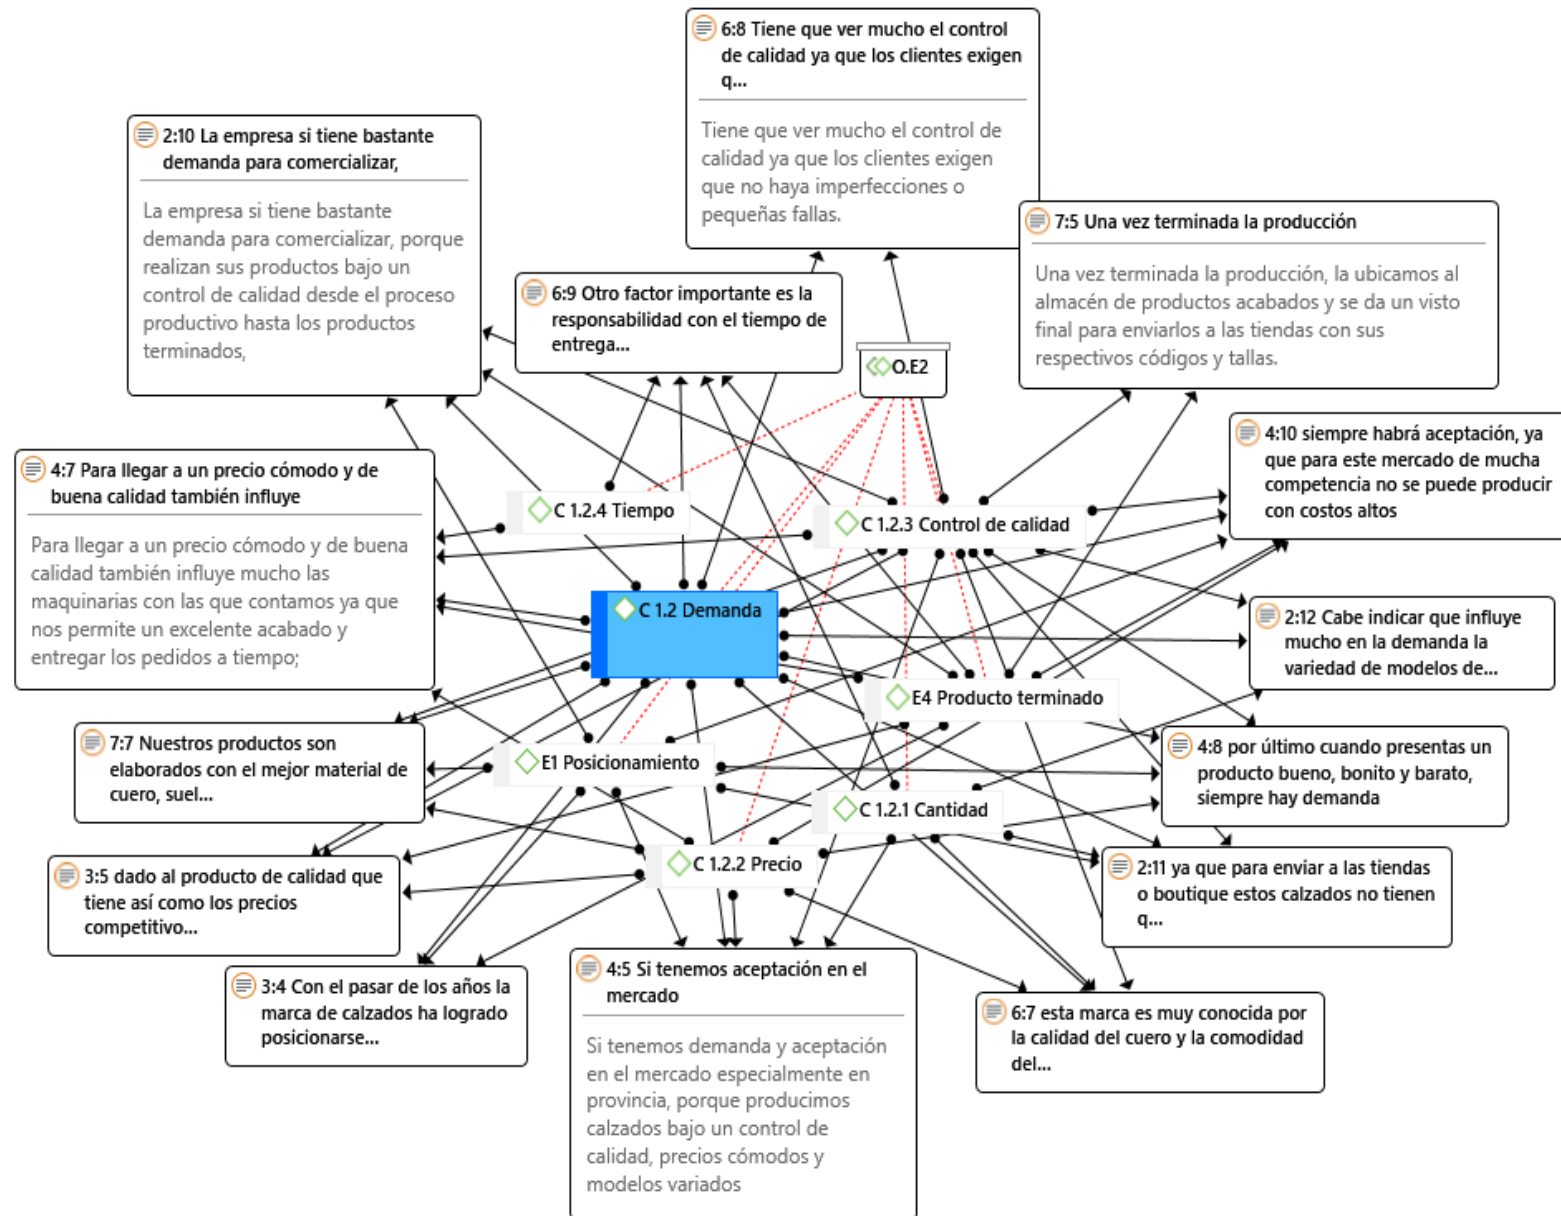 6:8 Tiene que ver mucho el control
de calidad ya que los clientes exigen
q...
Tiene que ver mucho el control de
calidad ya que los clientes exigen
que no haya imperfecciones o
pequeñas fallas.
2:10 La empresa si tiene bastante
demanda para comercializar,
La empresa si tiene bastante
demanda para comercializar, porque
realizan sus productos bajo un
control de calidad desde el proceso
productivo hasta los productos
terminados,
7:5 Una vez terminada la producción
Una vez terminada la producción, la ubicamos al
almacén de productos acabados y se da un visto
final para enviarlos a las tiendas con sus
respectivos códigos y tallas.
6:9 Otro factor importante es la
responsabilidad con el tiempo de
entrega...
O.E2
4:10 siempre habrá aceptación, ya
que para este mercado de mucha
competencia no se puede producir
con costos altos
4:7 Para llegar a un precio cómodo y de
buena calidad también influye
Para llegar a un precio cómodo y de buena
calidad también influye mucho las
maquinarias con las que contamos ya que
nos permite un excelente acabado y
entregar los pedidos a tiempo;
C 1.2.4 Tiempo
C 1.2.3 Control de calidad
C 1.2 Demanda
2:12 Cabe indicar que influye
mucho en la demanda la
variedad de modelos de...
E4 Producto terminado
7:7 Nuestros productos son
elaborados con el mejor material de
cuero, suel...
E1 Posicionamiento
4:8 por último cuando presentas un
producto bueno, bonito y barato,
siempre hay demanda
C 1.2.1 Cantidad
C 1.2.2 Precio
3:5 dado al producto de calidad que
tiene así como los precios
competitivo...
2:11 ya que para enviar a las tiendas
o boutique estos calzados no tienen
q...
3:4 Con el pasar de los años la
marca de calzados ha logrado
posicionarse...
4:5 Si tenemos aceptación en el
mercado
Si tenemos demanda y aceptación
en el mercado especialmente en
provincia, porque producimos
calzados bajo un control de
calidad, precios cómodos y
modelos variados
6:7 esta marca es muy conocida por
la calidad del cuero y la comodidad
del...